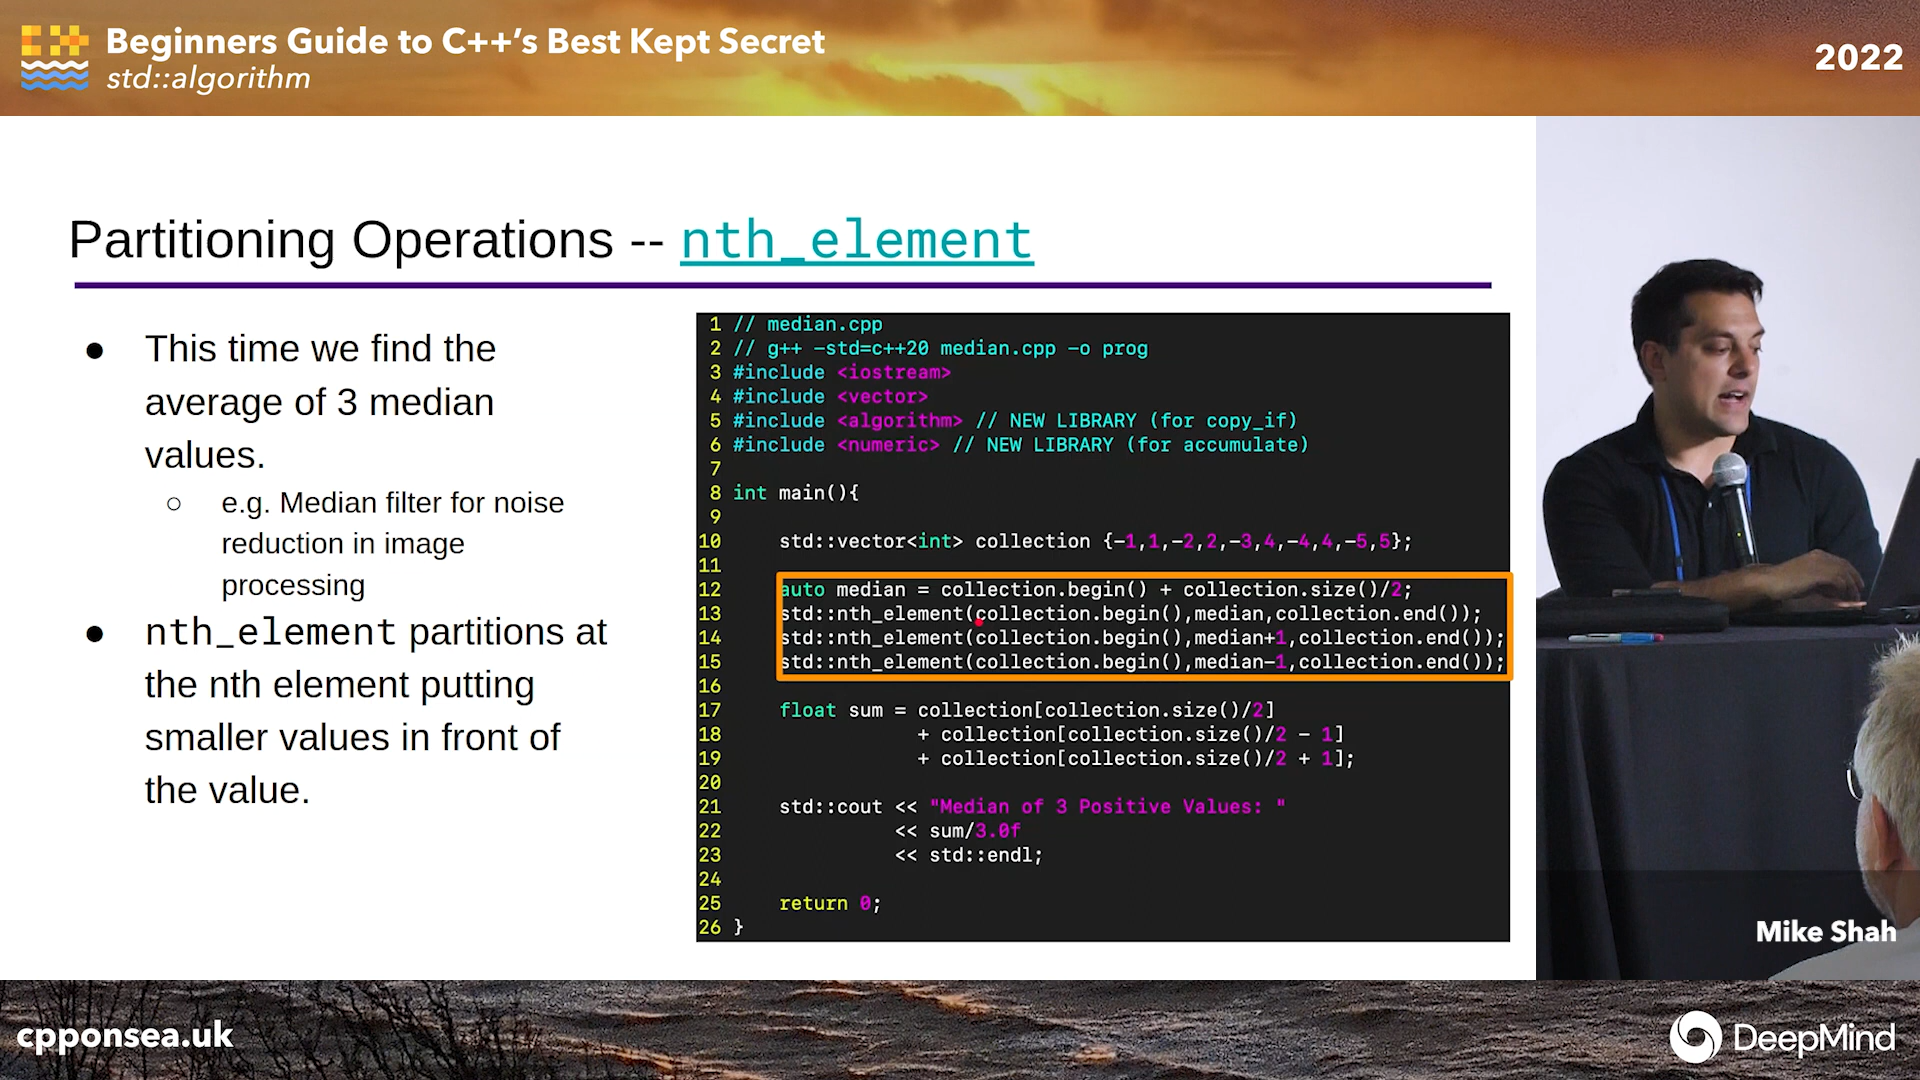 Beginners Guide to C++’s Best Kept Secret
std::algorithm
2022
Partitioning Operations -- nth_element
● This time we find the
average of 3 median
values.
○ e.g. Median filter for noise
reduction in image
processing
● nth_element partitions at
the nth element putting
smaller values in front of
the value.
1 // median.cpp
2 // g++ -std=c++20 median.cpp -o prog
3 #include <iostream>
4 #include <vector>
5 #include <algorithm> // NEW LIBRARY (for copy_if)
6 #include <numeric> // NEW LIBRARY (for accumulate)
7
8 int main(){
9
10     std::vector<int> collection {-1,1,-2,2,-3,4,-4,4,-5,5};
11
12     auto median = collection.begin() + collection.size()/2;
13     std::nth_element(collection.begin(),median,collection.end());
14     std::nth_element(collection.begin(),median+1,collection.end());
15     std::nth_element(collection.begin(),median-1,collection.end());
16
17     float sum = collection[collection.size()/2]
18                 + collection[collection.size()/2 - 1]
19                 + collection[collection.size()/2 + 1];
20
21     std::cout << "Median of 3 Positive Values: "
22               << sum/3.0f
23               << std::endl;
24
25     return 0;
26 }
Mike Shah
cpponsea.uk
DeepMind